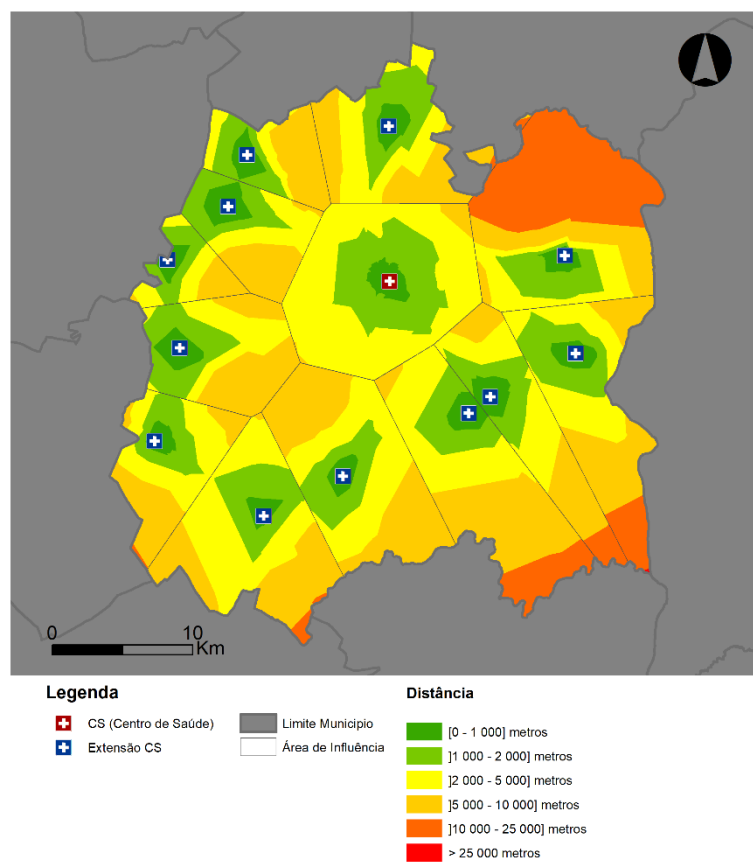 0 10
Km
Legenda
CS (Centro de Saúde)
Extensão CS
Limite Municipio
Área de Influência
Distância
]0 - 1 000] metros
]1 000 - 2 000] metros
]2 000 - 5 000] metros
]5 000 - 10 000] metros
]10 000 - 25 000] metros
> 25 000 metros